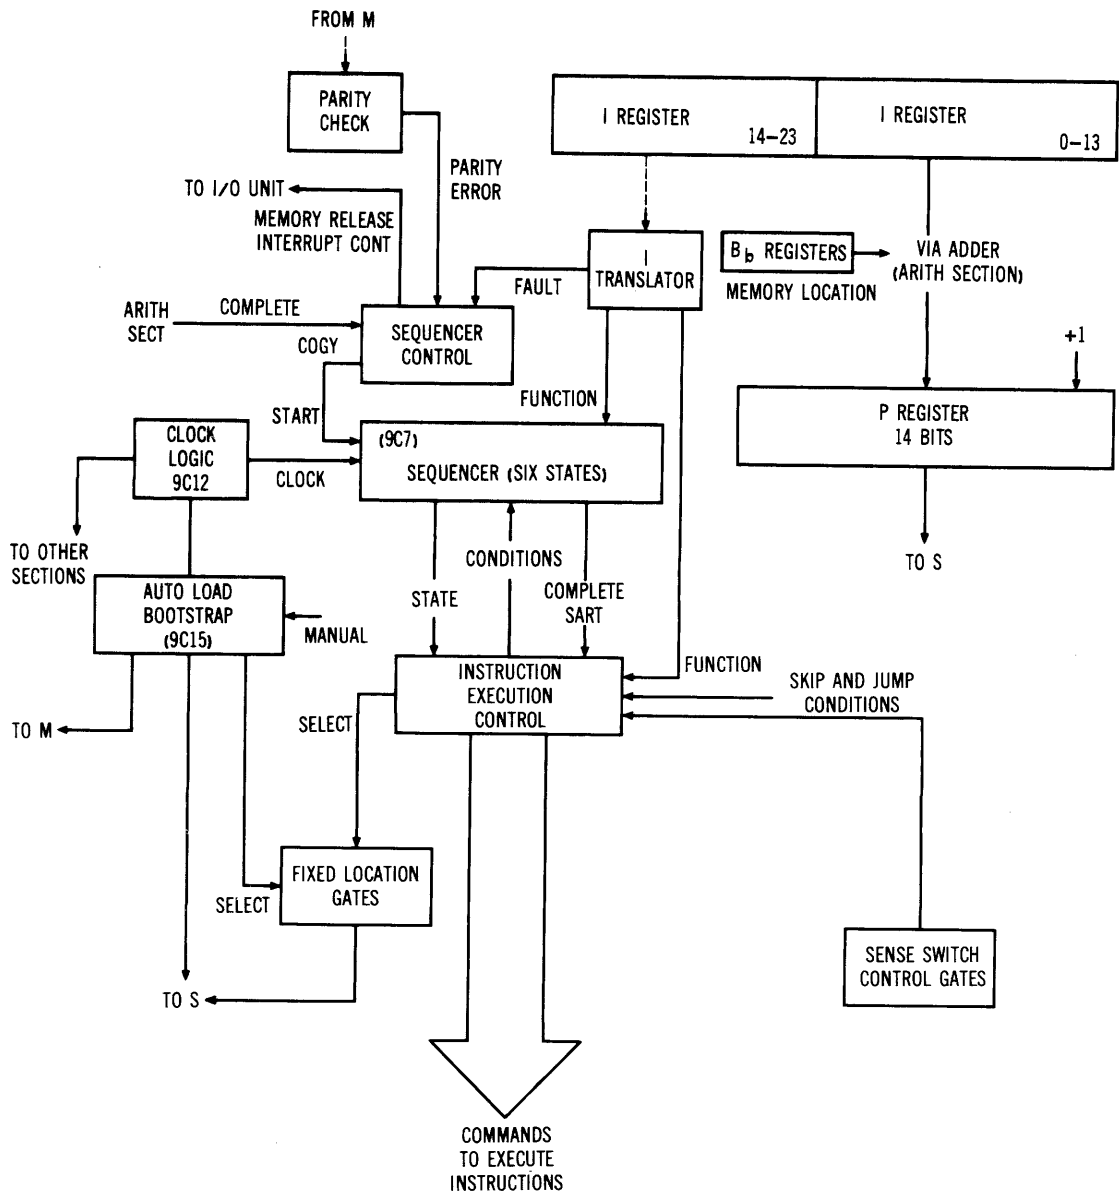 FROM M
PARITY
CHECK
I REGISTER
14-23
I REGISTER
0-13
PARITY
ERROR
TO I/O UNIT
MEMORY RELEASE
INTERRUPT CONT
I
TRANSLATOR
Bb REGISTERS
MEMORY LOCATION
VIA ADDER
(ARITH SECTION)
FAULT
ARITH
SECT
COMPLETE
COGY
SEQUENCER
CONTROL
+1
START
FUNCTION
P REGISTER
14 BITS
CLOCK
LOGIC
9C12
CLOCK
(9C7)
SEQUENCER (SIX STATES)
TO OTHER
SECTIONS
STATE
CONDITIONS
COMPLETE
SART
TO S
AUTO LOAD
BOOTSTRAP
(9C15)
MANUAL
INSTRUCTION
EXECUTION
CONTROL
FUNCTION
SKIP AND JUMP
CONDITIONS
TO M
SELECT
FIXED LOCATION
GATES
SELECT
SENSE SWITCH
CONTROL GATES
TO S
COMMANDS
TO EXECUTE
INSTRUCTIONS